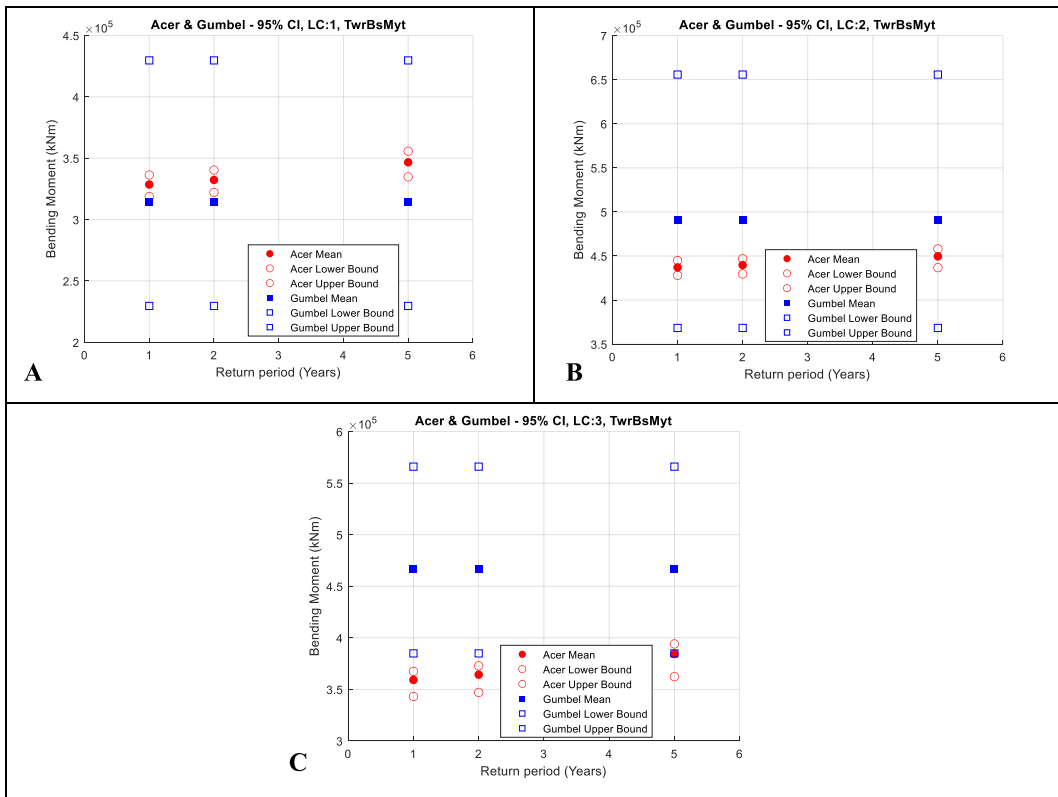 Acer & Gumbel - 95% CI, LC:1, TwrBsMyt
×10⁵
4.5
4
3.5
3
2.5
2
Bending Moment (kNm)
0 1 2 3 4 5 6
Return period (Years)
Acer Mean
Acer Lower Bound
Acer Upper Bound
Gumbel Mean
Gumbel Lower Bound
Gumbel Upper Bound
A
Acer & Gumbel - 95% CI, LC:2, TwrBsMyt
×10⁵
7
6.5
6
5.5
5
4.5
4
3.5
Bending Moment (kNm)
0 1 2 3 4 5 6
Return period (Years)
Acer Mean
Acer Lower Bound
Acer Upper Bound
Gumbel Mean
Gumbel Lower Bound
Gumbel Upper Bound
B
Acer & Gumbel - 95% CI, LC:3, TwrBsMyt
×10⁵
6
5.5
5
4.5
4
3.5
3
Bending Moment (kNm)
0 1 2 3 4 5 6
Return period (Years)
Acer Mean
Acer Lower Bound
Acer Upper Bound
Gumbel Mean
Gumbel Lower Bound
Gumbel Upper Bound
C